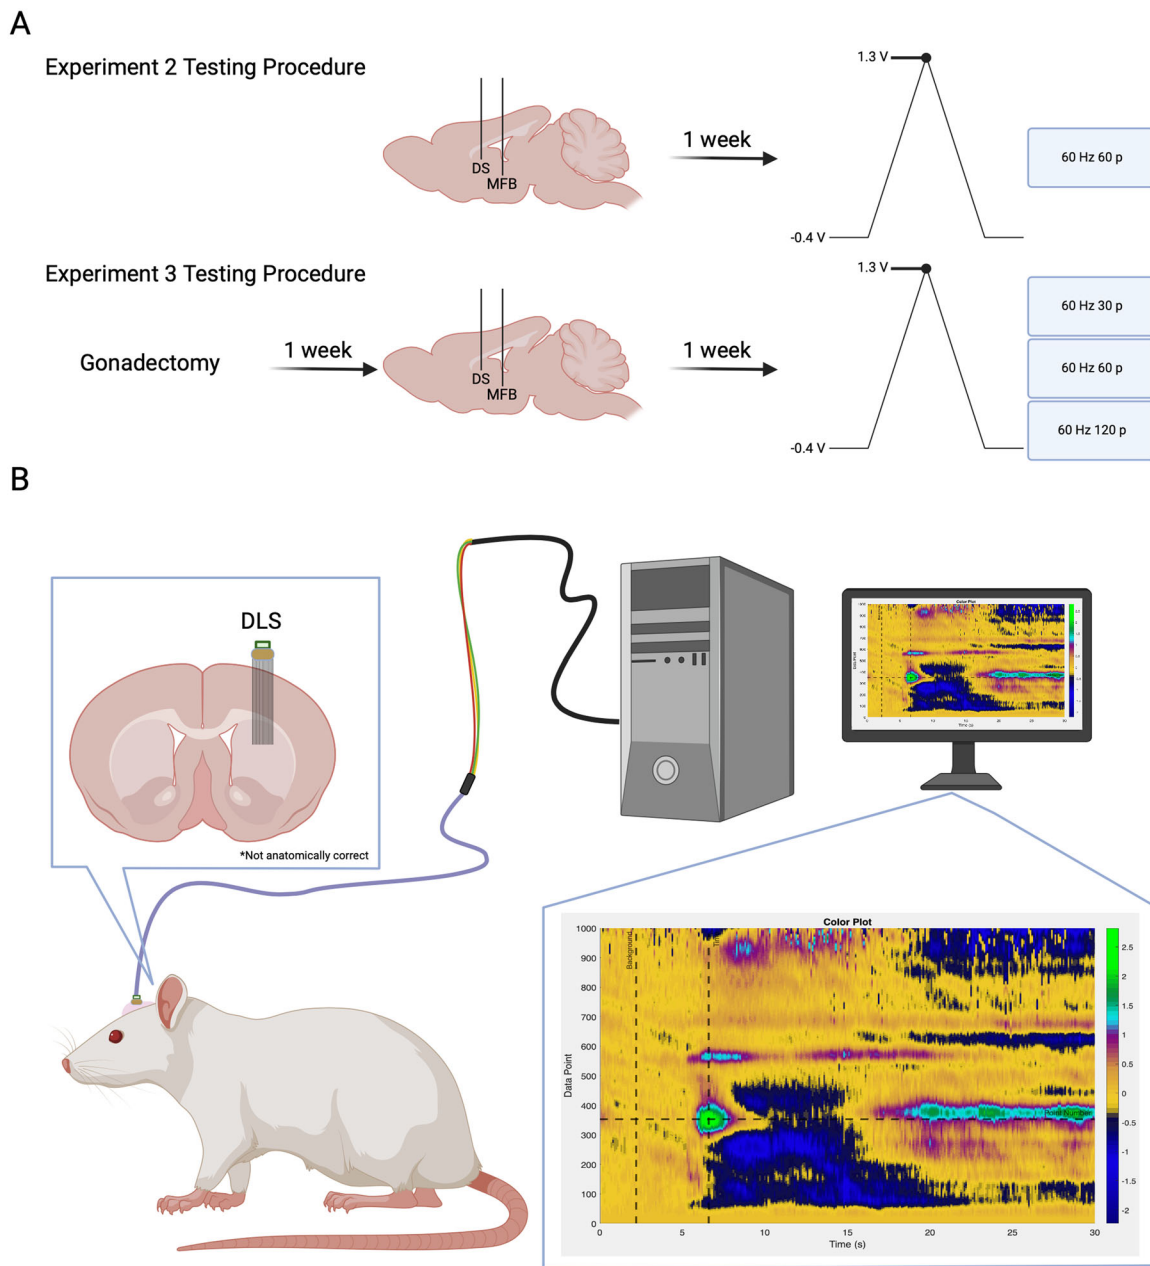 A
Experiment 2 Testing Procedure
DS
MFB
1 week
1.3 V
-0.4 V
60 Hz 60 p
Experiment 3 Testing Procedure
Gonadectomy
1 week
DS
MFB
1 week
1.3 V
-0.4 V
60 Hz 30 p
60 Hz 60 p
60 Hz 120 p
B
DLS
*Not anatomically correct
Color Plot
Time (s)
Color Plot
Background
Data Point
1000
900
800
700
600
500
400
300
200
100
0
Point Number
0 5 10 15 20 25 30
Time (s)
2.5
2
1.5
1
0.5
0
-0.5
-1
-1.5
-2